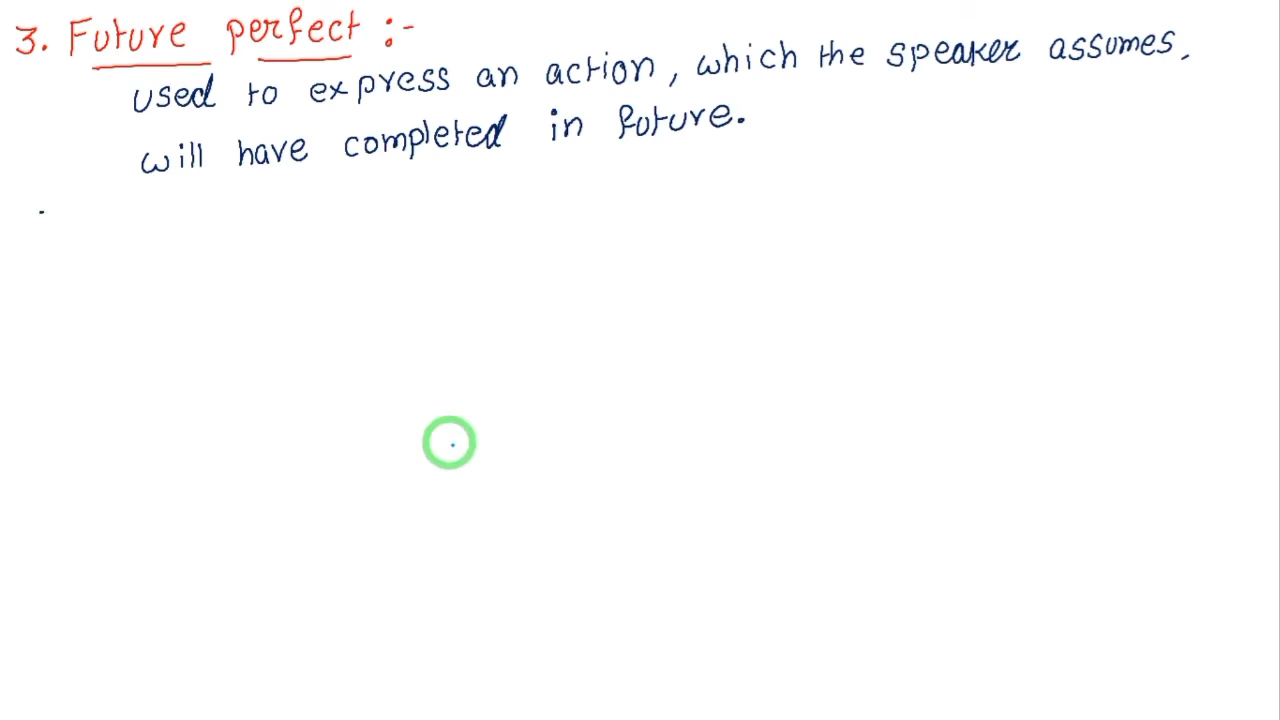 3. Future perfect :-
used to express an action, which the speaker assumes,
will have completed in future.